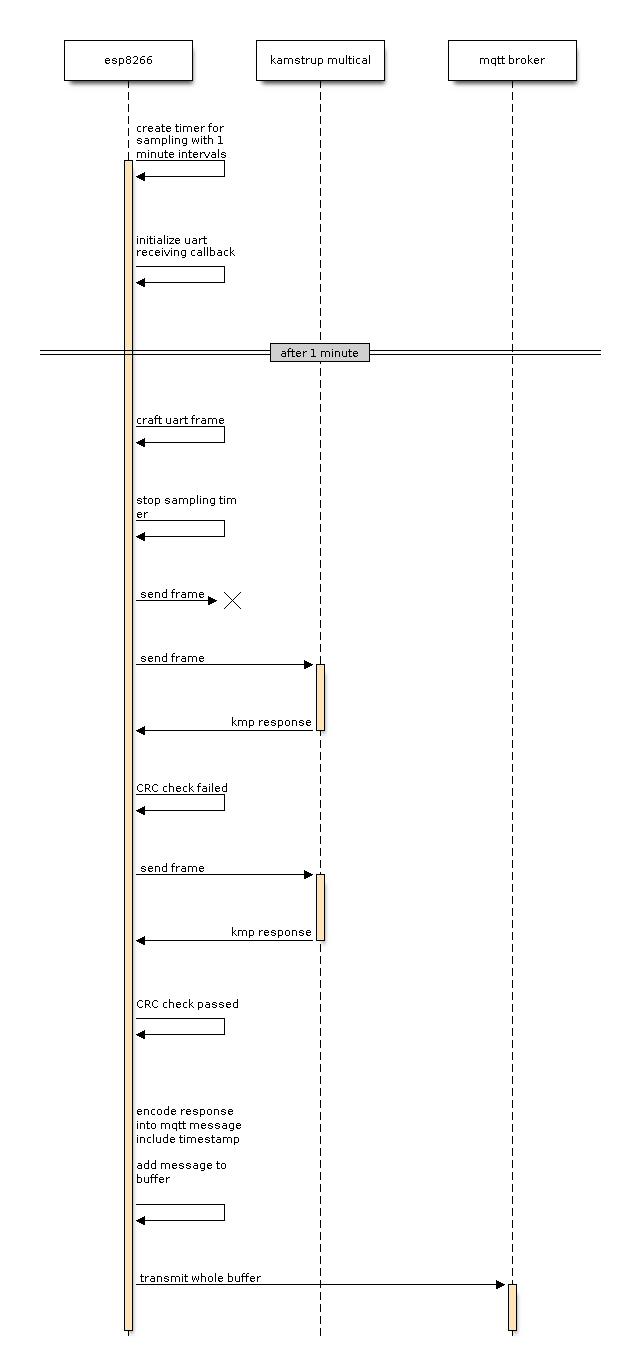 esp8266
kamstrup multical
mqtt broker
create timer for
sampling with 1
minute intervals
initialize uart
receiving callback
after 1 minute
craft uart frame
stop sampling tim
er
send frame
send frame
kmp response
CRC check failed
send frame
kmp response
CRC check passed
encode response
into mqtt message
include timestamp
add message to
buffer
transmit whole buffer